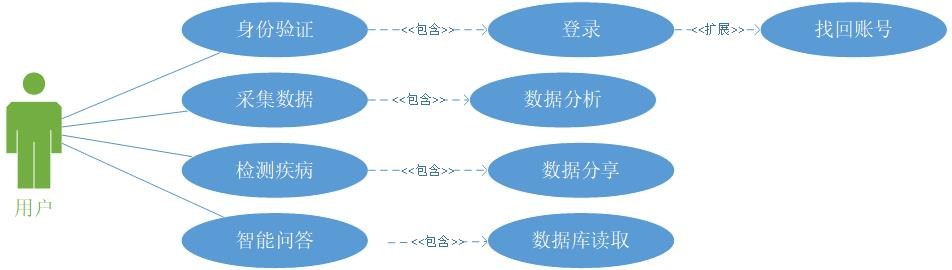 身份验证 <<包含>> 登录 <<扩展>> 找回账号
采集数据 <<包含>> 数据分析
检测疾病 <<包含>> 数据分享
用户
智能问答 <<包含>> 数据库读取